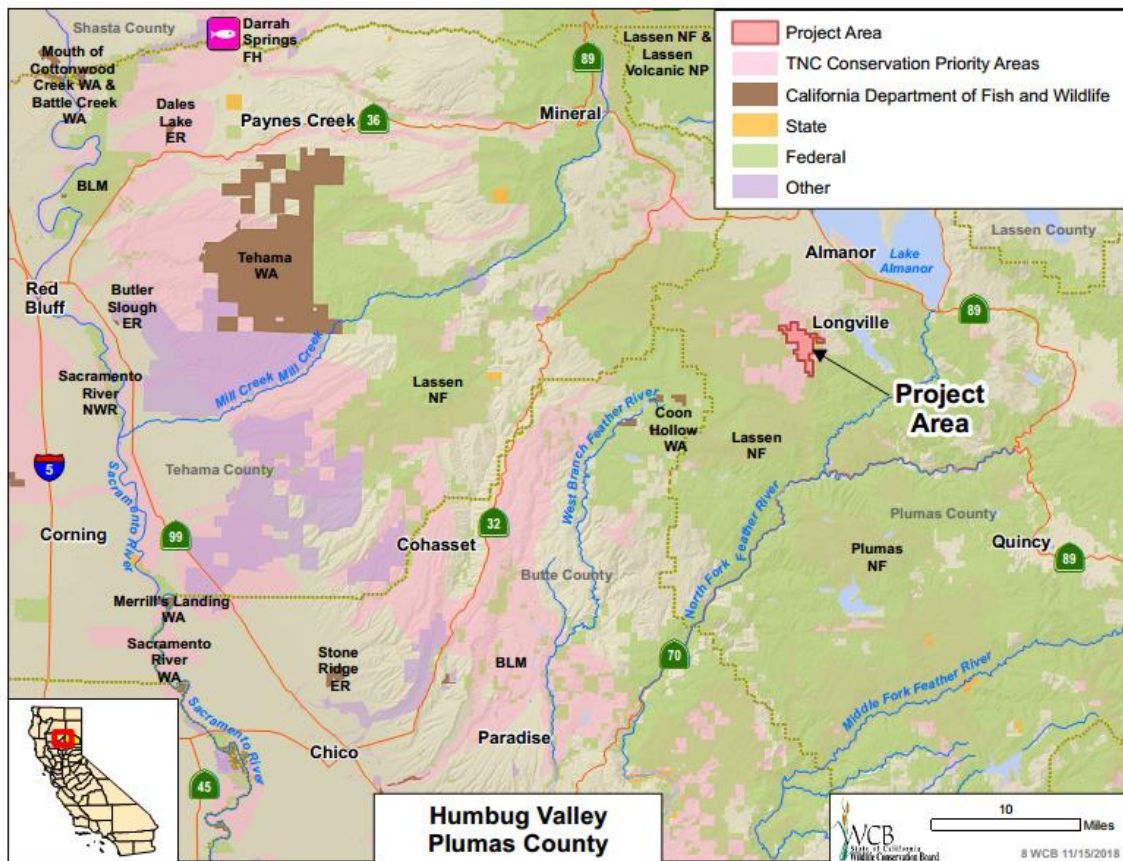 Shasta County
Darrah
Springs
FH
Mouth of
Cottonwood
Creek WA &
Battle Creek
WA
Dales
Lake
ER
Paynes Creek
36
89
Mineral
Lassen NF &
Lassen
Volcanic NP
Project Area
TNC Conservation Priority Areas
California Department of Fish and Wildlife
State
Federal
Other
BLM
Tehama
WA
Red
Bluff
Butler
Slough
ER
Almanor
Lake
Almanor
Lassen County
Longville
89
Project
Area
Sacramento
River
NWR
Mill Creek
Mill Creek
Lassen
NF
West Branch Feather River
Coon
Hollow
WA
Lassen
NF
5
Tehama County
Sacramento River
Corning
99
Cohasset
32
Butte County
North Fork Feather River
Plumas County
Plumas
NF
Quincy
89
Merrill's Landing
WA
Sacramento
River
WA
Stone
Ridge
ER
BLM
70
Middle Fork Feather River
Sacramento River
Chico
Paradise
45
Humbug Valley
Plumas County
WCB
State of California
Wildlife Conservation Board
10
Miles
8 WCB 11/15/2018